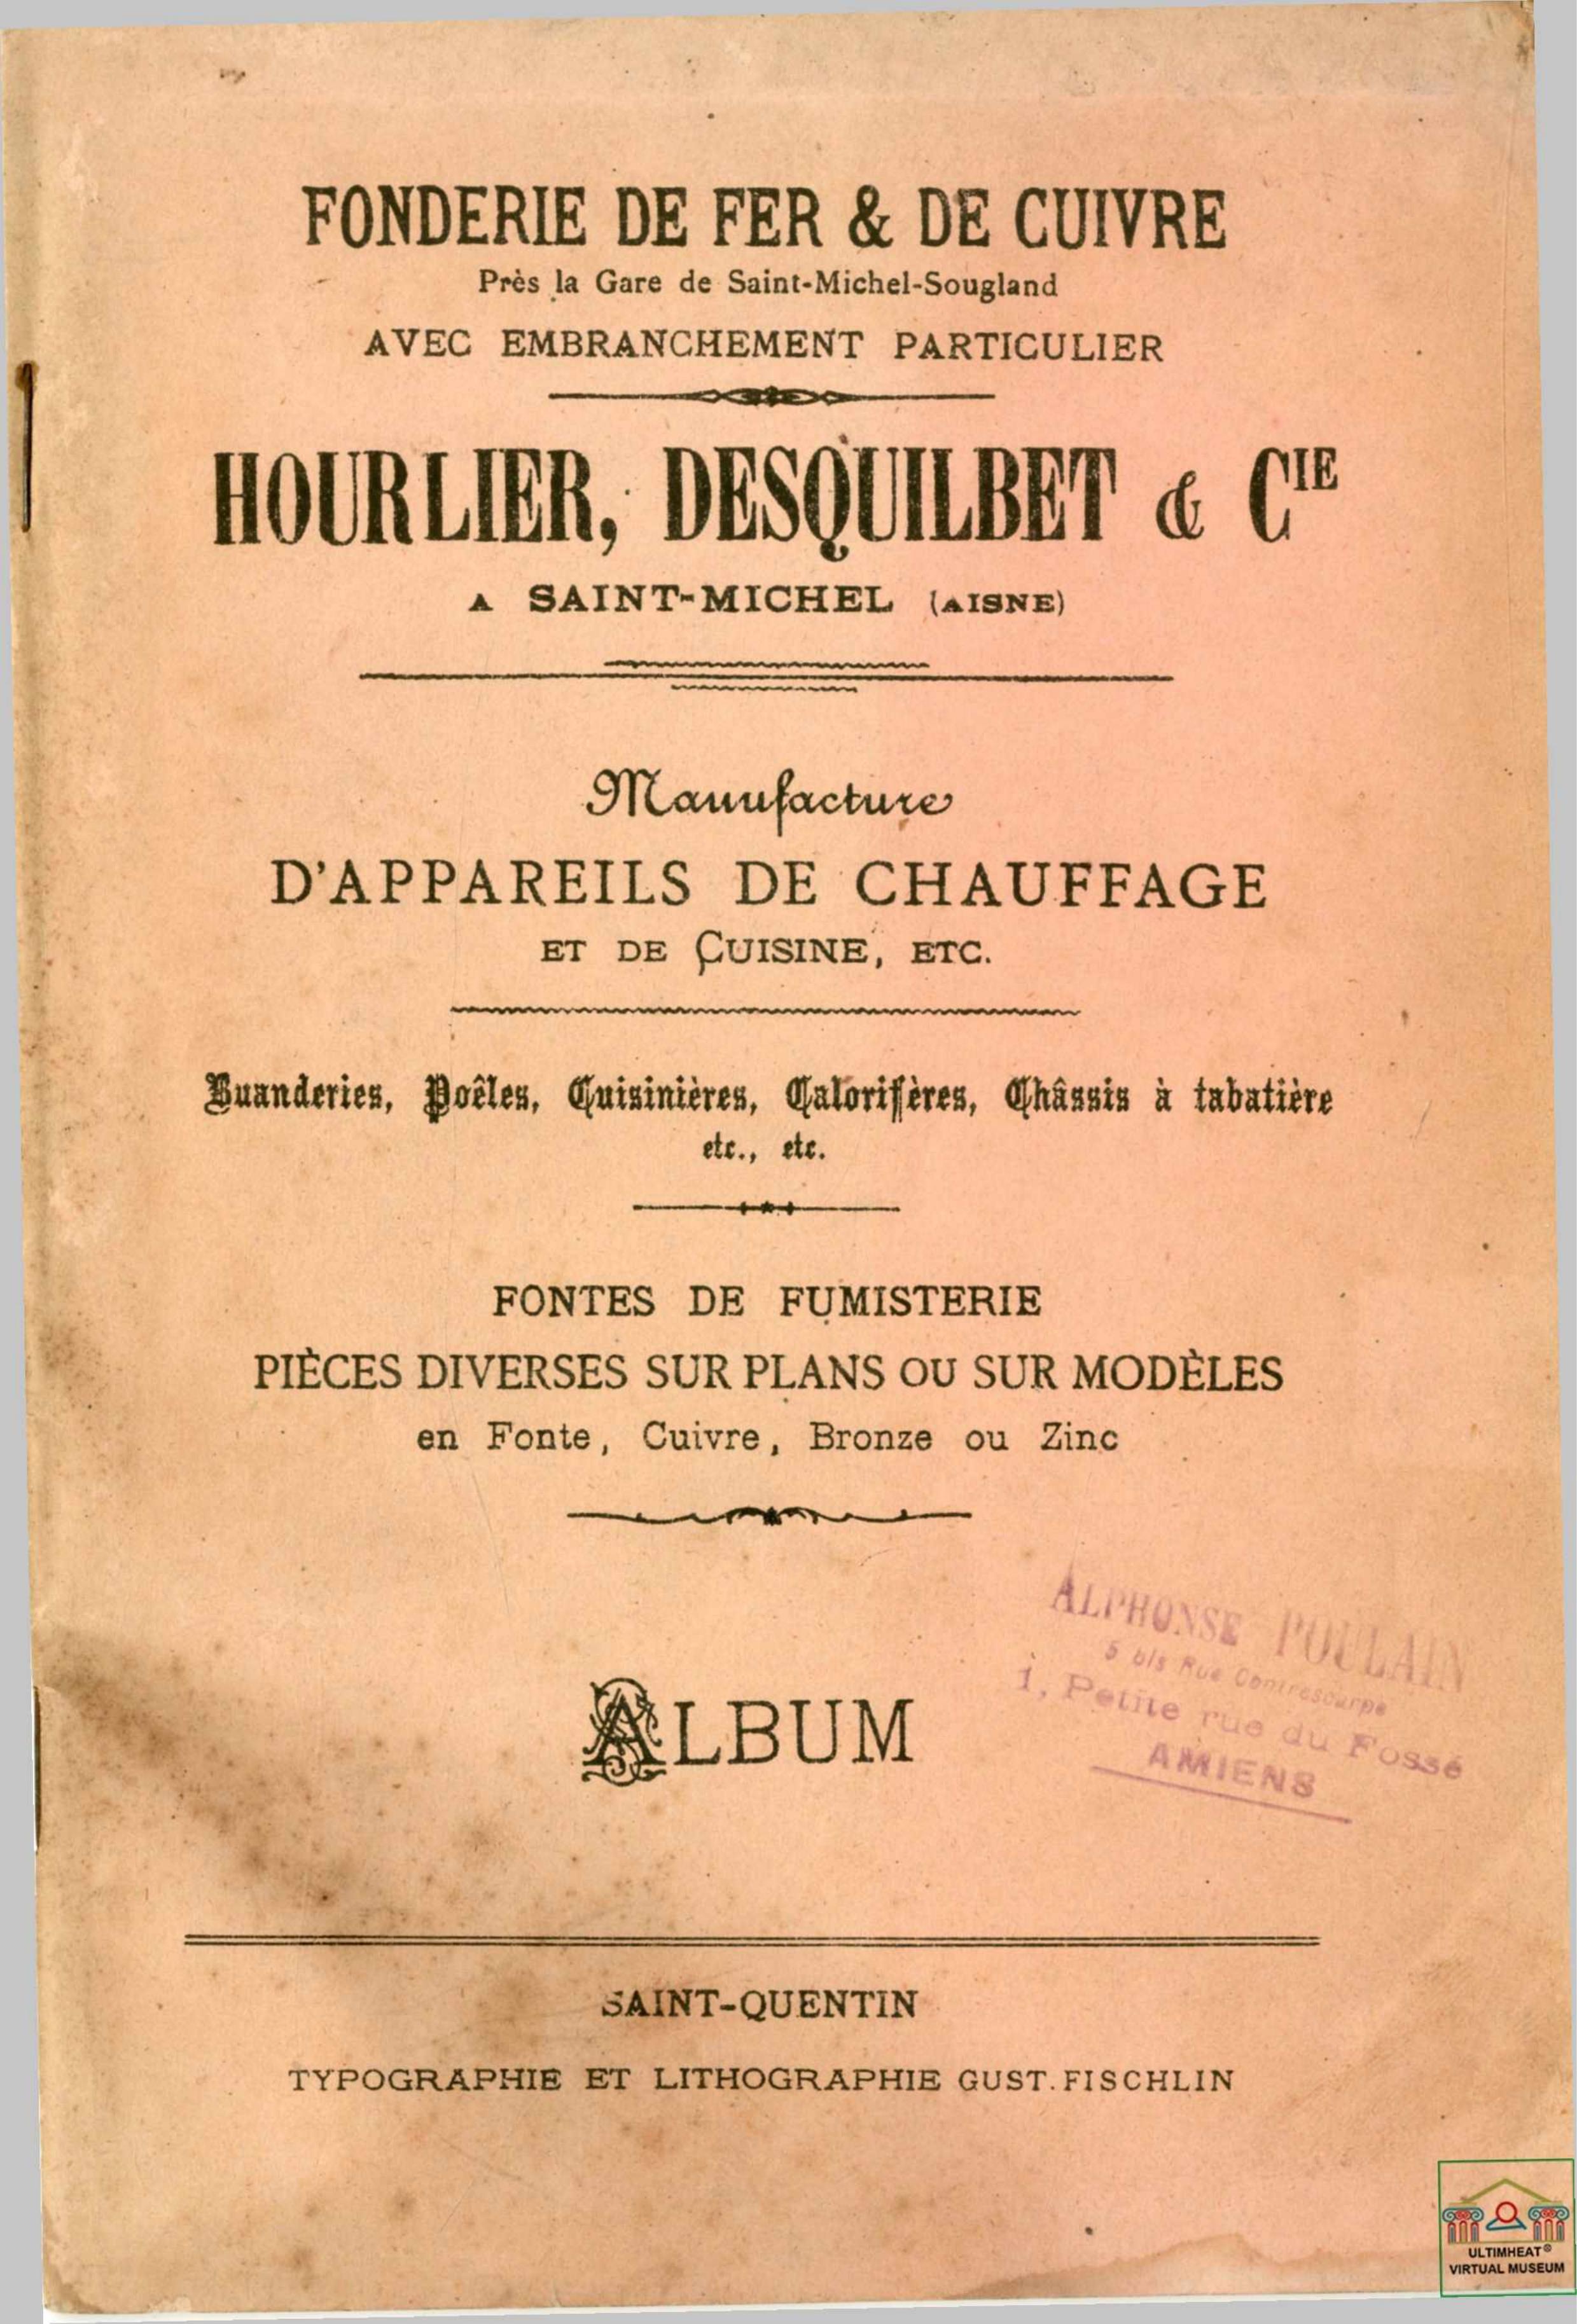 FONDERIE DE FER & DE CUIVRE
Près la Gare de Saint-Michel-Sougland
AVEC EMBRANCHEMENT PARTICULIER
HOURLIER, DESQUILBET & CIE
A SAINT-MICHEL (AISNE)
Manufacture
D'APPAREILS DE CHAUFFAGE
ET DE CUISINE, ETC.
Buanderies, Poêles, Cuisinières, Calorifères, Châssis à tabatière
etc., etc.
FONTES DE FUMISTERIE
PIÈCES DIVERSES SUR PLANS OU SUR MODÈLES
en Fonte, Cuivre, Bronze ou Zinc
ALPHONSE POULAIN
5 bis Rue Contrescarpe
1, Petite rue du Fossé
AMIENS
ALBUM
SAINT-QUENTIN
TYPOGRAPHIE ET LITHOGRAPHIE GUST. FISCHLIN
ULTIMHEAT®
VIRTUAL MUSEUM